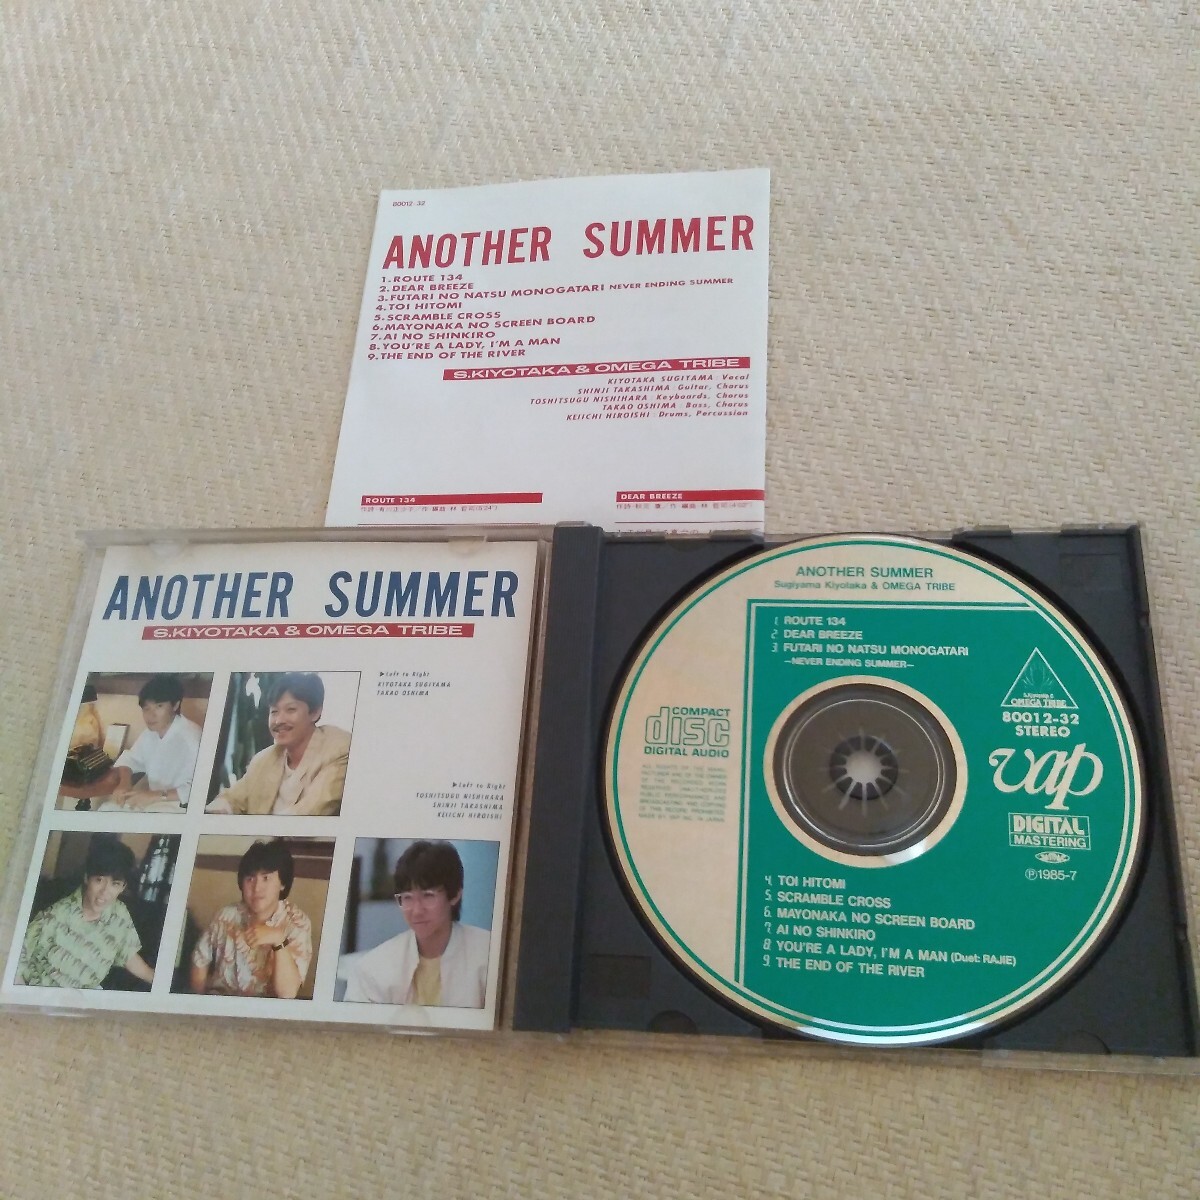 80012-32
ANOTHER SUMMER
1. ROUTE 134
2. DEAR BREEZE
3. FUTARI NO NATSU MONOGATARI NEVER ENDING SUMMER
4. TOI HITOMI
5. SCRAMBLE CROSS
6. MAYONAKA NO SCREEN BOARD
7. AI NO SHINKIRO
8. YOU'RE A LADY, I'M A MAN
9. THE END OF THE RIVER
S.KIYOTAKA & OMEGA TRIBE
KIYOTAKA SUGIYAMA : Vocal
SHINJI TAKASHIMA : Guitar, Chorus
TOSHITSUGU NISHIHARA : Keyboards, Chorus
TAKAO OSHIMA : Bass, Chorus
KEIICHI HIROISHI : Drums, Percussion
ROUTE 134
DEAR BREEZE
ANOTHER SUMMER
S.KIYOTAKA & OMEGA TRIBE
▶Left to Right
KIYOTAKA SUGIYAMA
TAKAO OSHIMA
▶Left to Right
TOSHITSUGU NISHIHARA
SHINJI TAKASHIMA
KEIICHI HIROISHI
ANOTHER SUMMER
Sugiyama Kiyotaka & OMEGA TRIBE
1. ROUTE 134
2. DEAR BREEZE
3. FUTARI NO NATSU MONOGATARI
—NEVER ENDING SUMMER—
COMPACT
disc
DIGITAL AUDIO
S.Kiyotaka &
OMEGA TRIBE
80012-32
STEREO
vap
DIGITAL
MASTERING
Ⓟ1985-7
4. TOI HITOMI
5. SCRAMBLE CROSS
6. MAYONAKA NO SCREEN BOARD
7. AI NO SHINKIRO
8. YOU'RE A LADY, I'M A MAN (Duet: RAJIE)
9. THE END OF THE RIVER